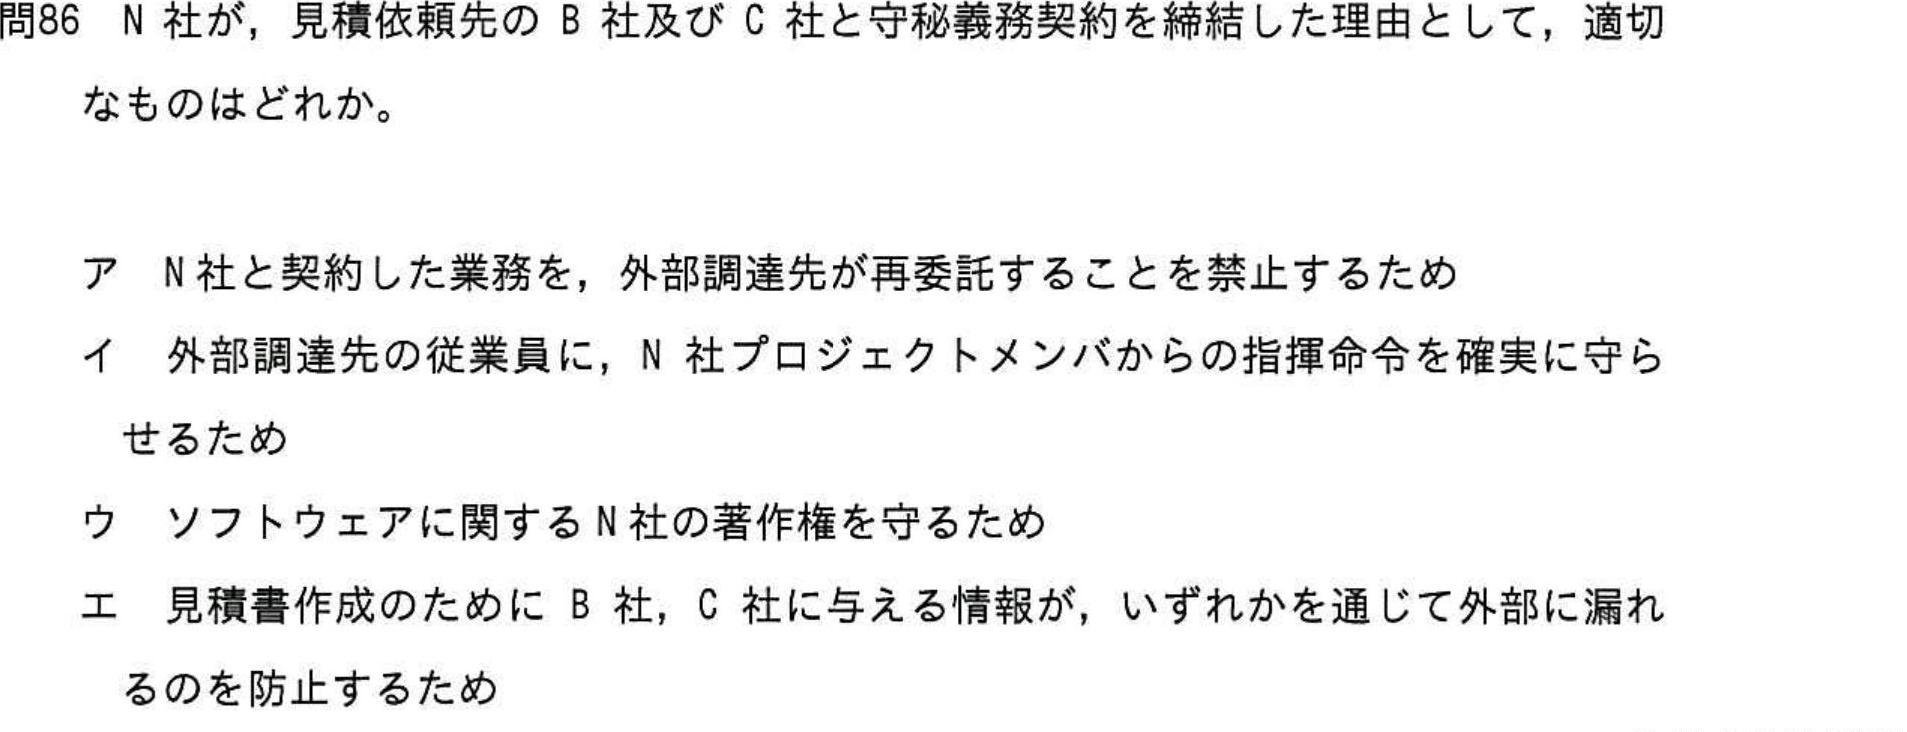 問86 N 社が，見積依頼先の B 社及び C 社と守秘義務契約を締結した理由として，適切
なものはどれか。
ア N社と契約した業務を，外部調達先が再委託することを禁止するため
イ 外部調達先の従業員に，N 社プロジェクトメンバからの指揮命令を確実に守ら
せるため
ウ ソフトウェアに関するN社の著作権を守るため
エ 見積書作成のために B 社，C 社に与える情報が，いずれかを通じて外部に漏れ
るのを防止するため